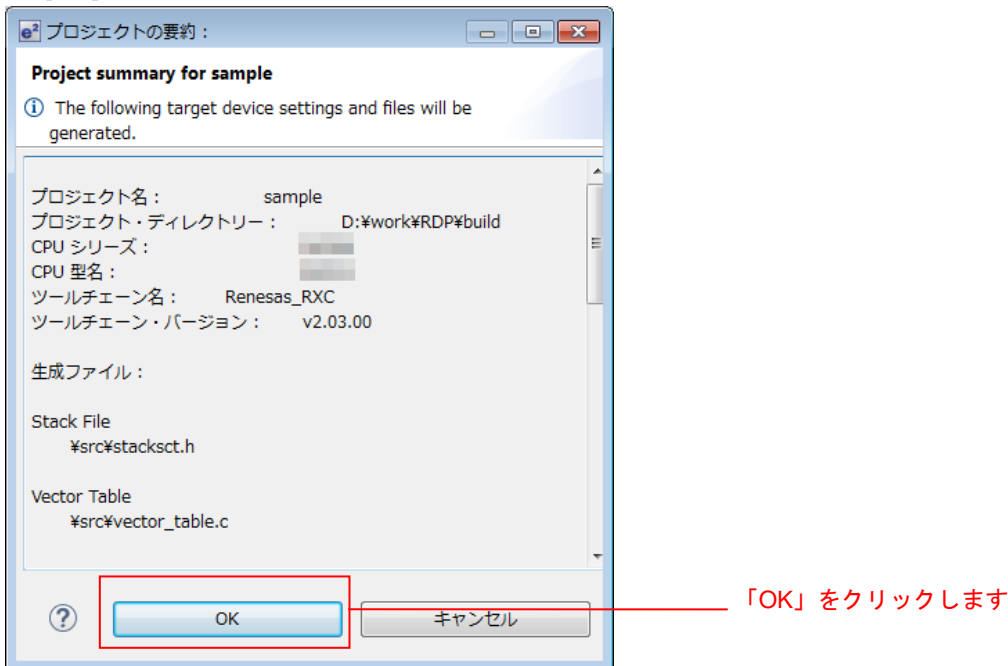 e² プロジェクトの要約：
Project summary for sample
The following target device settings and files will be
generated.
プロジェクト名： sample
プロジェクト・ディレクトリー： D:¥work¥RDP¥build
CPU シリーズ：
CPU 型名：
ツールチェーン名： Renesas_RXC
ツールチェーン・バージョン： v2.03.00
生成ファイル：
Stack File
¥src¥stacksct.h
Vector Table
¥src¥vector_table.c
OK キャンセル
「OK」をクリックします